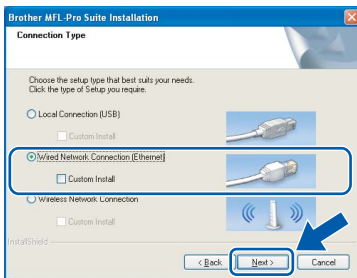 Brother MFL-Pro Suite Installation
Connection Type
Choose the setup type that best suits your needs.
Click the type of Setup you require.
Local Connection (USB)
Custom Install
Wired Network Connection (Ethernet)
Custom Install
Wireless Network Connection
Custom Install
InstallShield
< Back
Next >
Cancel